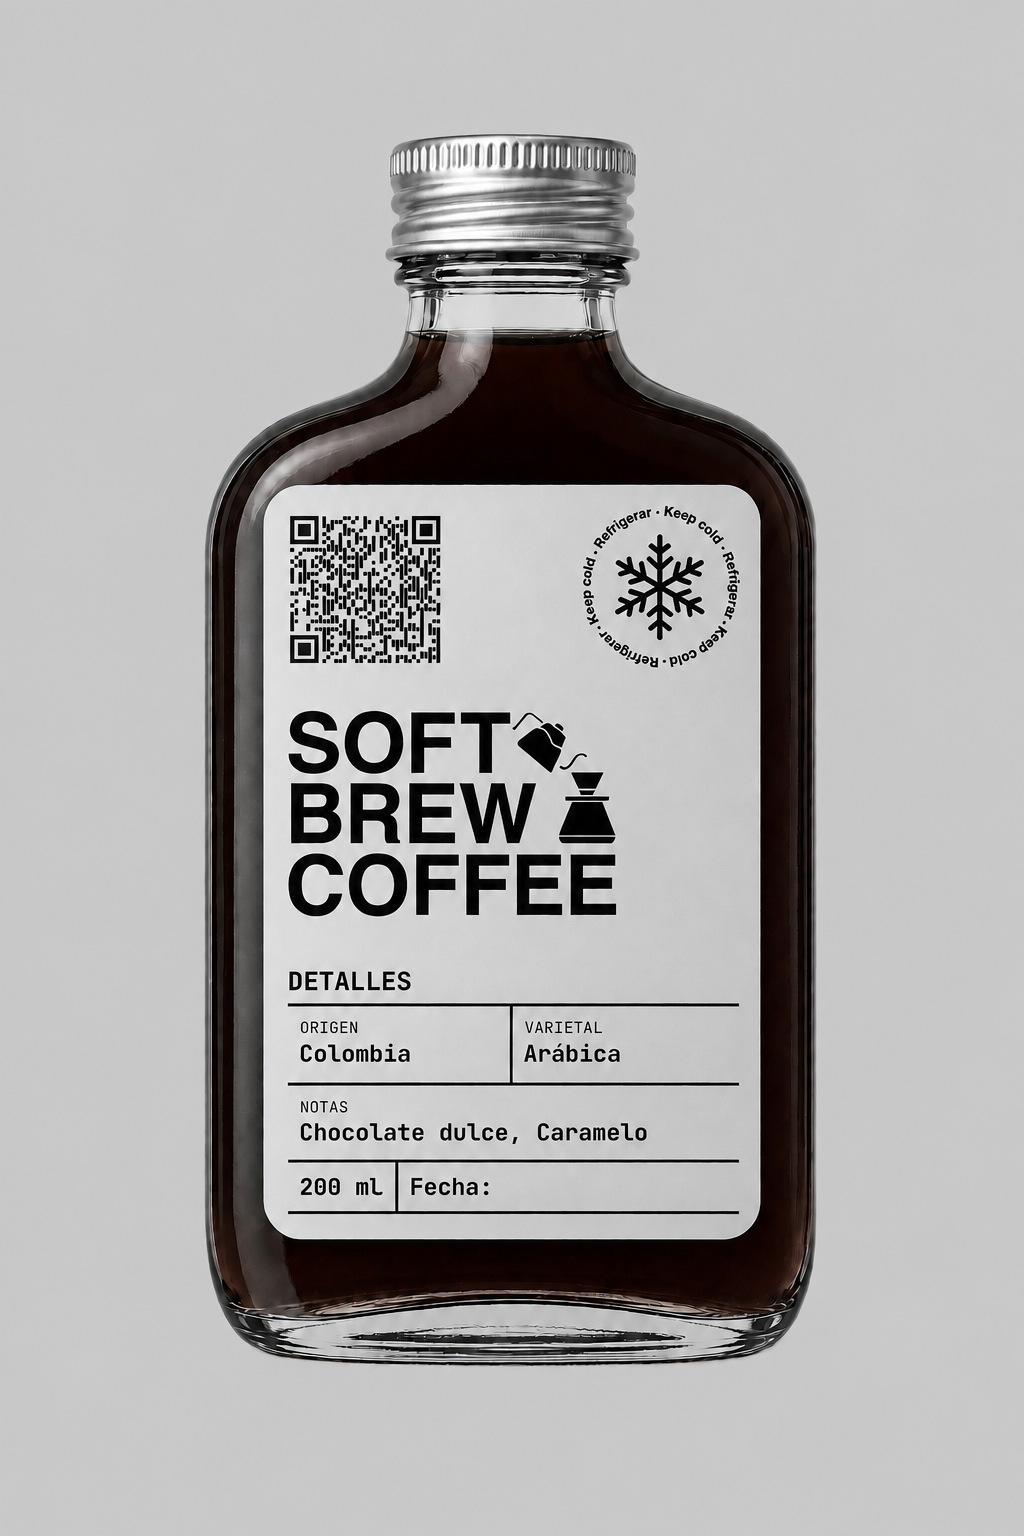 Refrigerar · Keep cold · Refrigerar · Keep cold · Refrigerar · Keep cold ·
SOFT
BREW
COFFEE
DETALLES
ORIGEN
Colombia
VARIETAL
Arábica
NOTAS
Chocolate dulce, Caramelo
200 ml
Fecha: